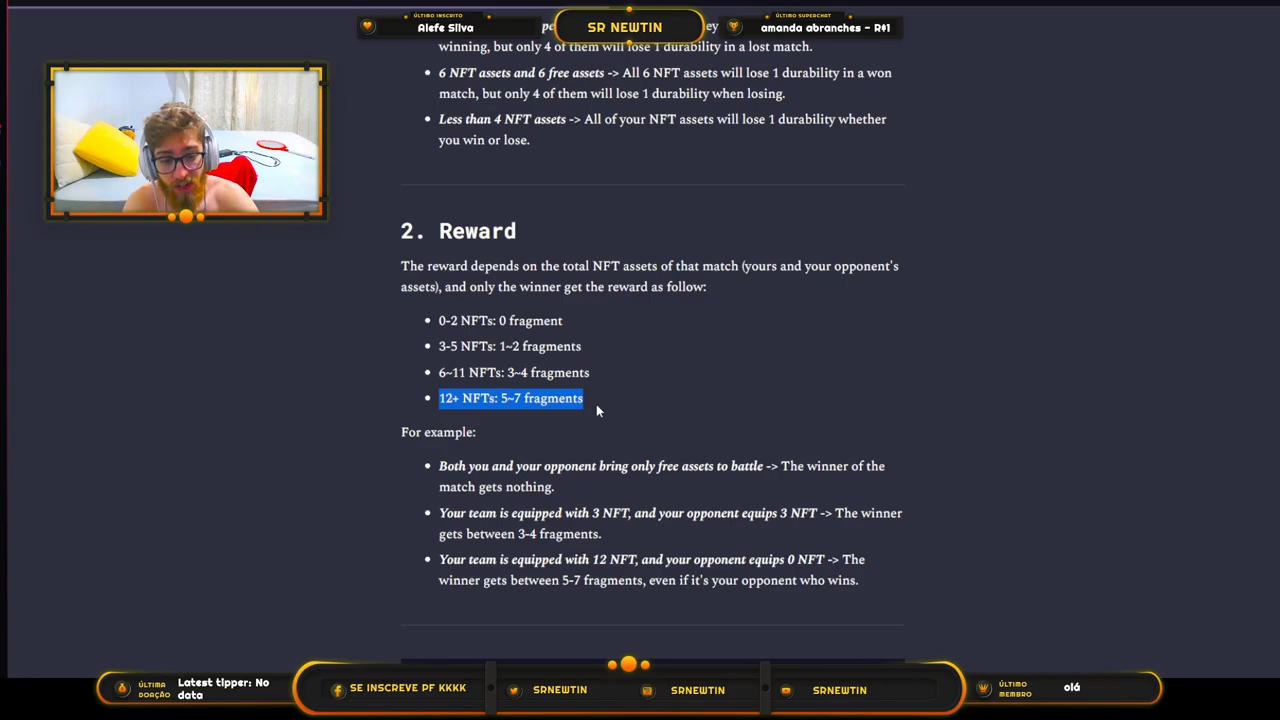 ÚLTIMO INSCRITO
Alefe Silva
SR NEWTIN
ÚLTIMO SUPERCHAT
amanda abranches - R$1
winning, but only 4 of them will lose 1 durability in a lost match.
6 NFT assets and 6 free assets -> All 6 NFT assets will lose 1 durability in a won
match, but only 4 of them will lose 1 durability when losing.
Less than 4 NFT assets -> All of your NFT assets will lose 1 durability whether
you win or lose.
2. Reward
The reward depends on the total NFT assets of that match (yours and your opponent's
assets), and only the winner get the reward as follow:
0-2 NFTs: 0 fragment
3-5 NFTs: 1~2 fragments
6~11 NFTs: 3~4 fragments
12+ NFTs: 5~7 fragments
For example:
Both you and your opponent bring only free assets to battle -> The winner of the
match gets nothing.
Your team is equipped with 3 NFT, and your opponent equips 3 NFT -> The winner
gets between 3-4 fragments.
Your team is equipped with 12 NFT, and your opponent equips 0 NFT -> The
winner gets between 5-7 fragments, even if it's your opponent who wins.
ÚLTIMA
DOAÇÃO
Latest tipper: No
data
SE INSCREVE PF KKKK
SRNEWTIN
SRNEWTIN
SRNEWTIN
ÚLTIMO
MEMBRO
olá